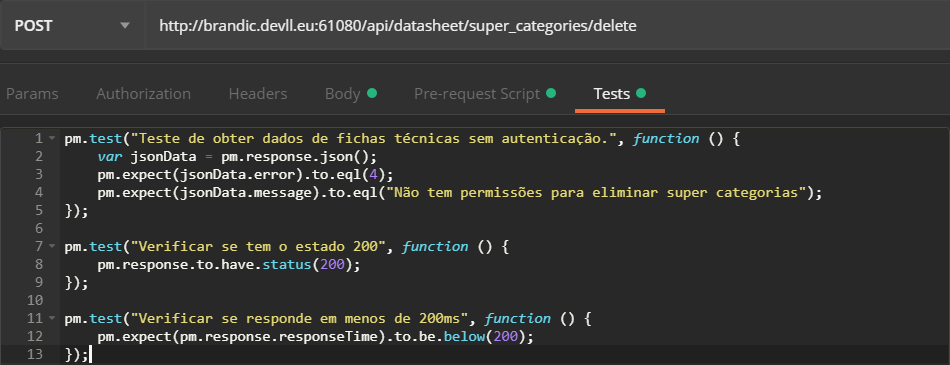 POST http://brandic.devll.eu:61080/api/datasheet/super_categories/delete
Params Authorization Headers Body Pre-request Script Tests
1 pm.test("Teste de obter dados de fichas técnicas sem autenticação.", function () {
2 var jsonData = pm.response.json();
3 pm.expect(jsonData.error).to.eql(4);
4 pm.expect(jsonData.message).to.eql("Não tem permissões para eliminar super categorias");
5 });
6
7 pm.test("Verificar se tem o estado 200", function () {
8 pm.response.to.have.status(200);
9 });
10
11 pm.test("Verificar se responde em menos de 200ms", function () {
12 pm.expect(pm.response.responseTime).to.be.below(200);
13 });